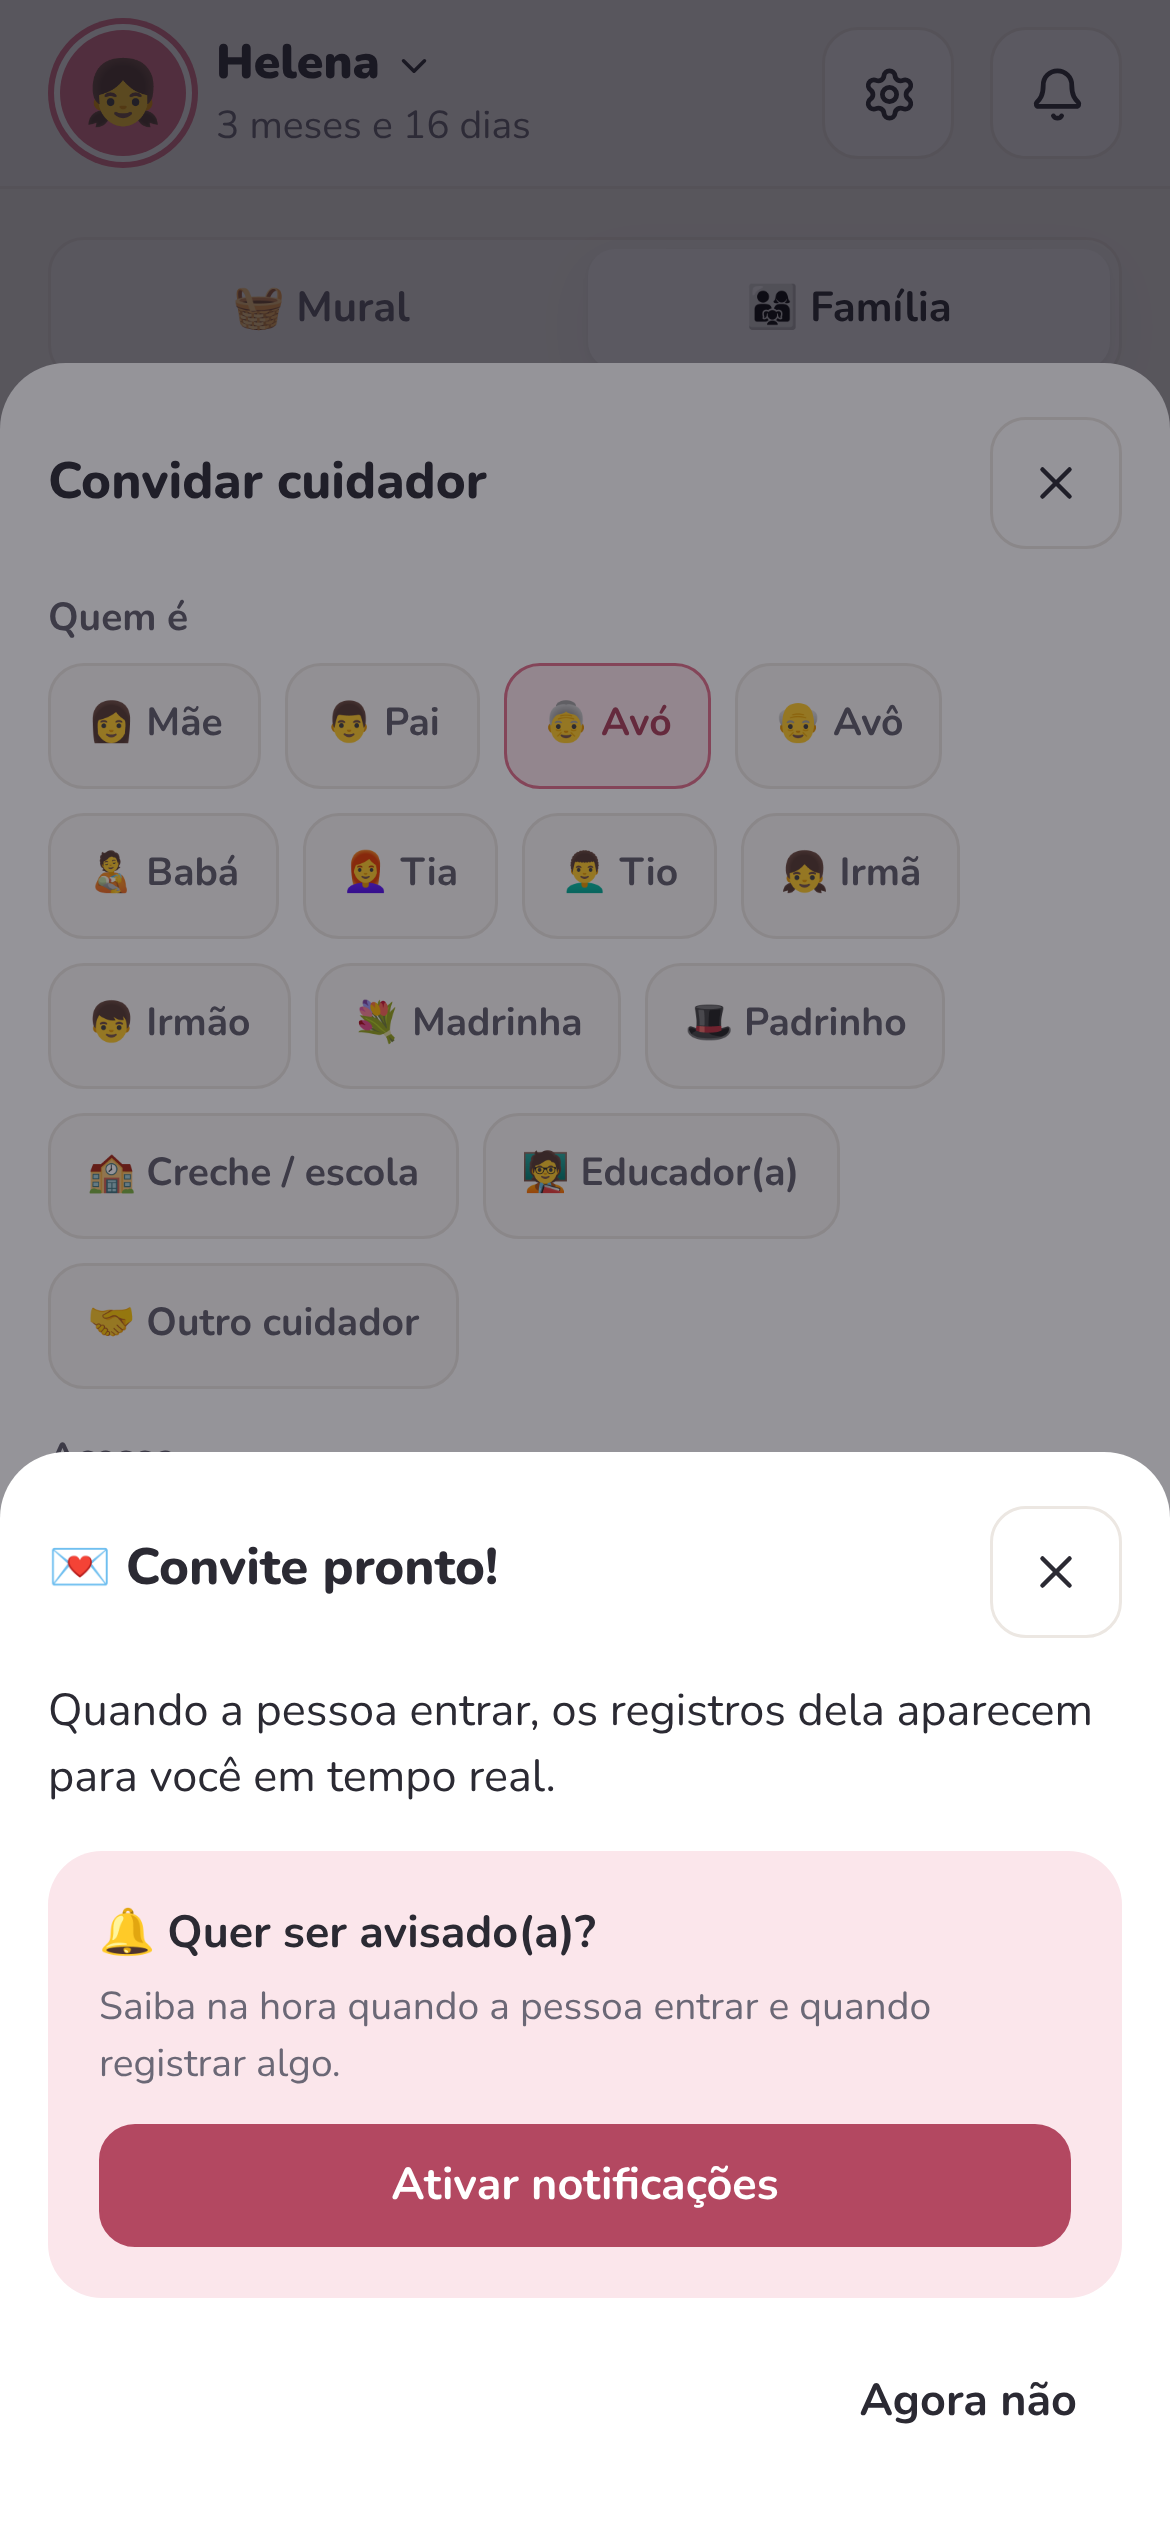 Helena
3 meses e 16 dias
Mural
Família
Convidar cuidador
Quem é
Mãe
Pai
Avó
Avô
Babá
Tia
Tio
Irmã
Irmão
Madrinha
Padrinho
Creche / escola
Educador(a)
Outro cuidador
Convite pronto!
Quando a pessoa entrar, os registros dela aparecem
para você em tempo real.
Quer ser avisado(a)?
Saiba na hora quando a pessoa entrar e quando
registrar algo.
Ativar notificações
Agora não